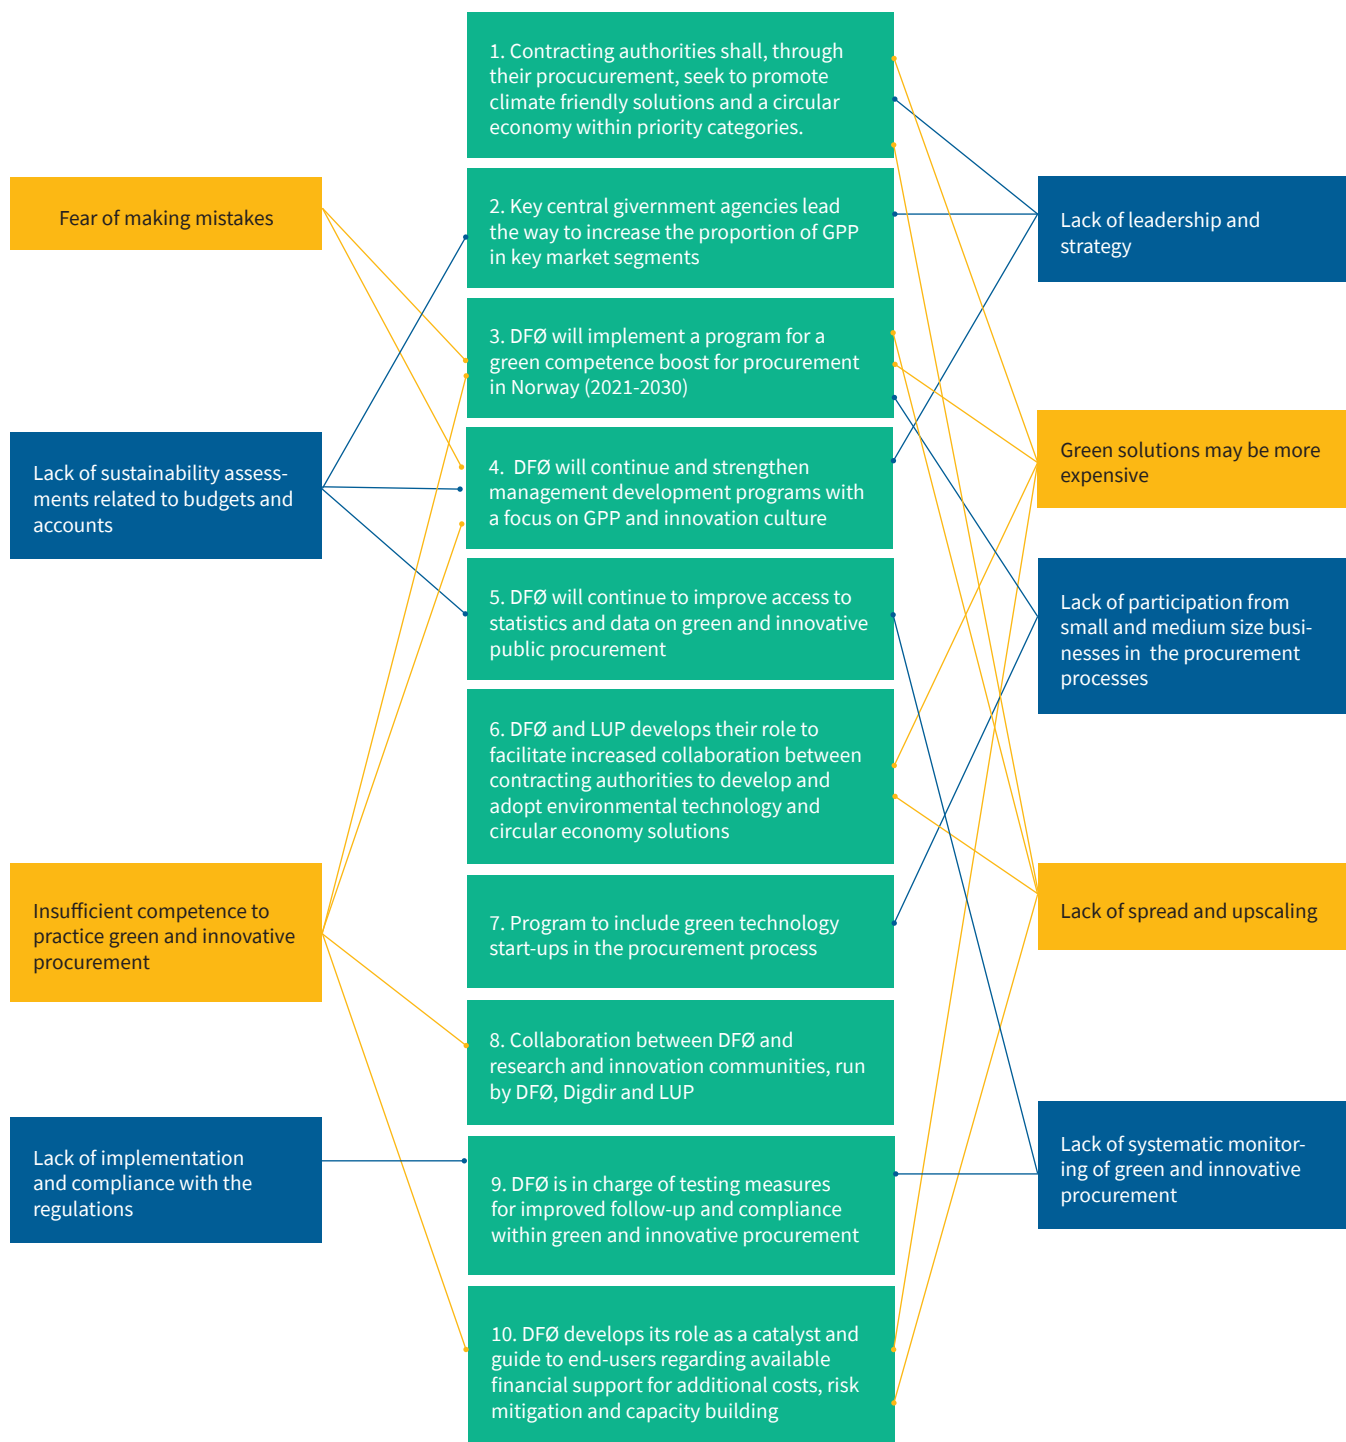 Fear of making mistakes
Lack of sustainability assess-
ments related to budgets and
accounts
Insufficient competence to
practice green and innovative
procurement
Lack of implementation
and compliance with the
regulations
1. Contracting authorities shall, through
their procucurement, seek to promote
climate friendly solutions and a circular
economy within priority categories.
2. Key central givernment agencies lead
the way to increase the proportion of GPP
in key market segments
3. DFØ will implement a program for a
green competence boost for procurement
in Norway (2021-2030)
4. DFØ will continue and strengthen
management development programs with
a focus on GPP and innovation culture
5. DFØ will continue to improve access to
statistics and data on green and innovative
public procurement
6. DFØ and LUP develops their role to
facilitate increased collaboration between
contracting authorities to develop and
adopt environmental technology and
circular economy solutions
7. Program to include green technology
start-ups in the procurement process
8. Collaboration between DFØ and
research and innovation communities, run
by DFØ, Digdir and LUP
9. DFØ is in charge of testing measures
for improved follow-up and compliance
within green and innovative procurement
10. DFØ develops its role as a catalyst and
guide to end-users regarding available
financial support for additional costs, risk
mitigation and capacity building
Lack of leadership and
strategy
Green solutions may be more
expensive
Lack of participation from
small and medium size busi-
nesses in the procurement
processes
Lack of spread and upscaling
Lack of systematic monitor-
ing of green and innovative
procurement